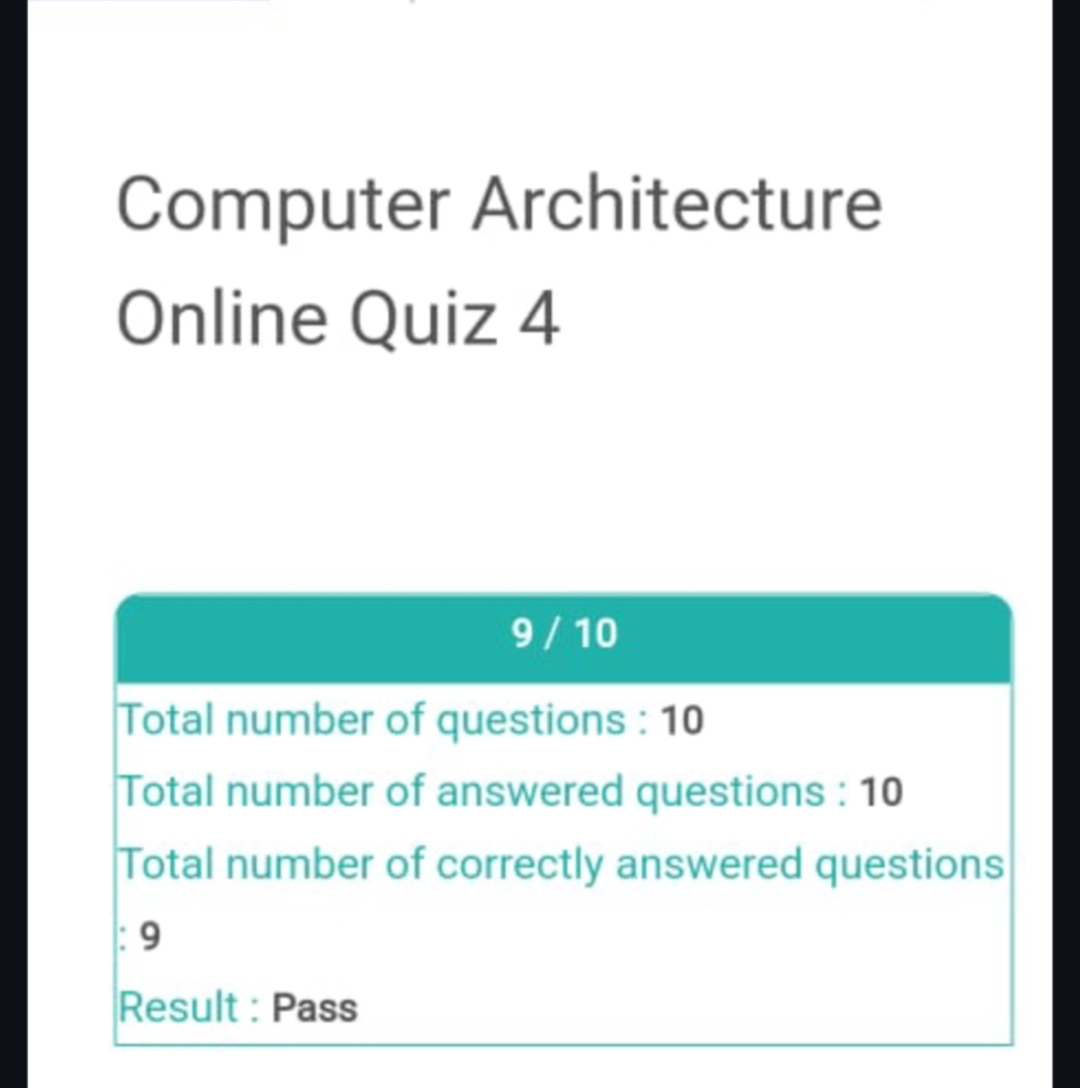 Computer Architecture
Online Quiz 4
9 / 10
Total number of questions : 10
Total number of answered questions : 10
Total number of correctly answered questions
: 9
Result : Pass